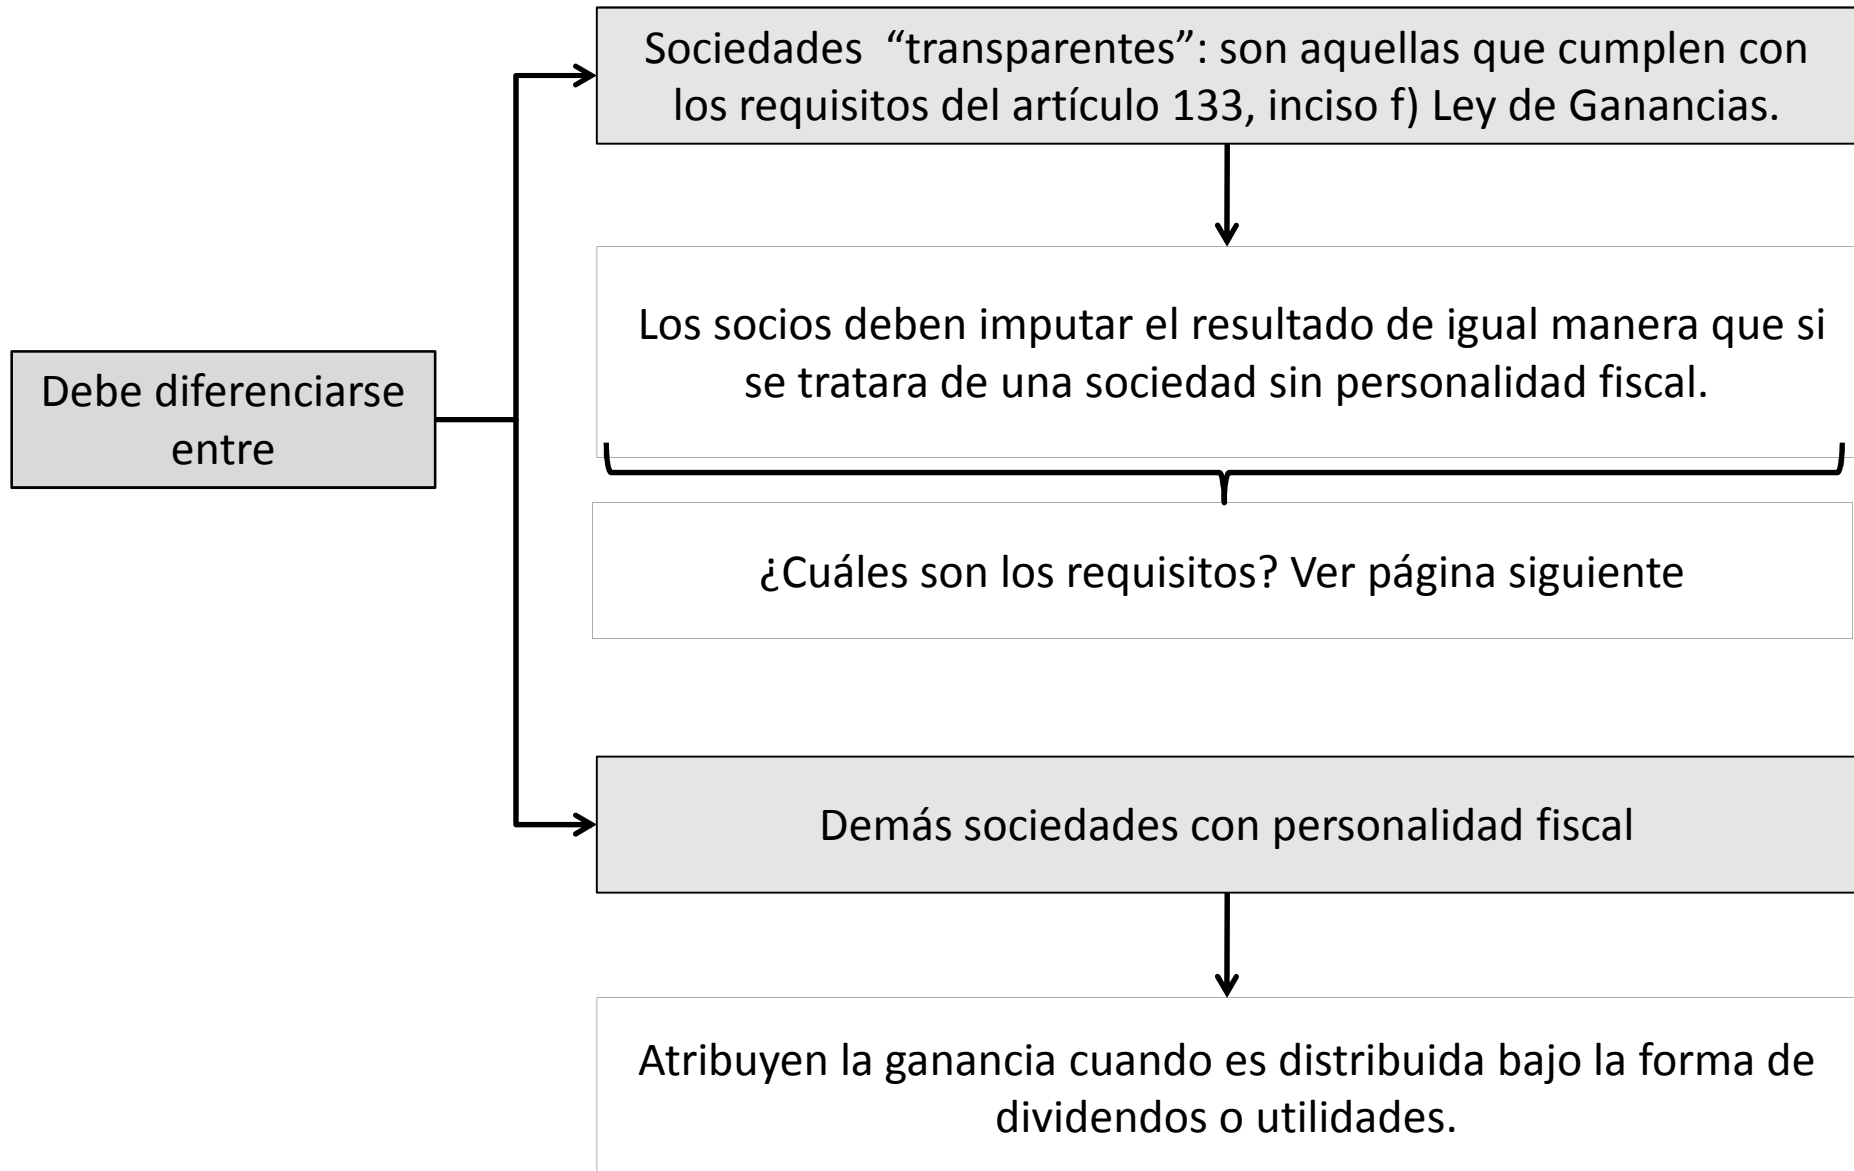 Sociedades “transparentes”: son aquellas que cumplen con
los requisitos del artículo 133, inciso f) Ley de Ganancias.
Los socios deben imputar el resultado de igual manera que si
se tratara de una sociedad sin personalidad fiscal.
Debe diferenciarse
entre
¿Cuáles son los requisitos? Ver página siguiente
Demás sociedades con personalidad fiscal
Atribuyen la ganancia cuando es distribuida bajo la forma de
dividendos o utilidades.